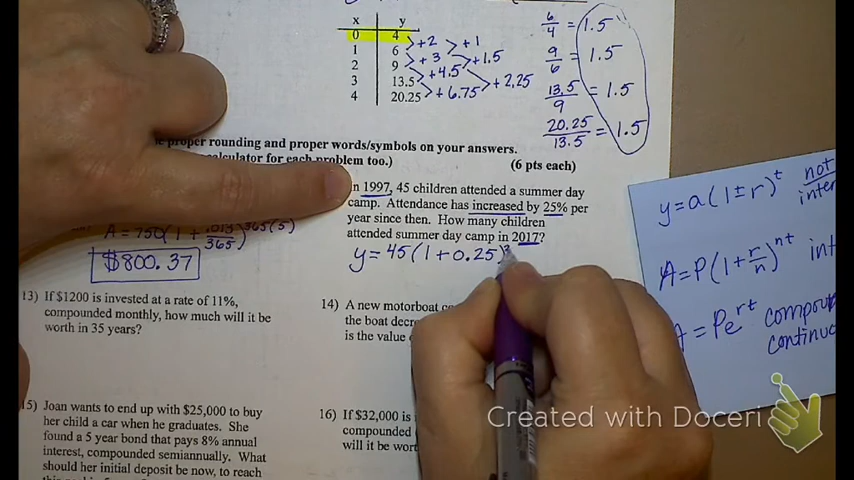 x y
0 4
1 6
2 9
3 13.5
4 20.25
+2
+3
+4.5
+6.75
+1
+1.5
+2.25
6/4 = 1.5
9/6 = 1.5
13.5/9 = 1.5
20.25/13.5 = 1.5
proper rounding and proper words/symbols on your answers.
calculator for each problem too.) (6 pts each)
In 1997, 45 children attended a summer day
camp. Attendance has increased by 25% per
year since then. How many children
attended summer day camp in 2017?
y = 45(1 + 0.25)
A = 750(1 + .013/365)^365(5)
$800.37
y = a(1 ± r)^t not
A = P(1 + r/n)^nt
A = Pe^rt
13) If $1200 is invested at a rate of 11%,
compounded monthly, how much will it be
worth in 35 years?
14) A new motorboat
the boat
is the value
15) Joan wants to end up with $25,000 to buy
her child a car when he graduates. She
found a 5 year bond that pays 8% annual
interest, compounded semiannually. What
should her initial deposit be now, to reach
16) If $32,000 is
compounded
will it be
Created with Doceri